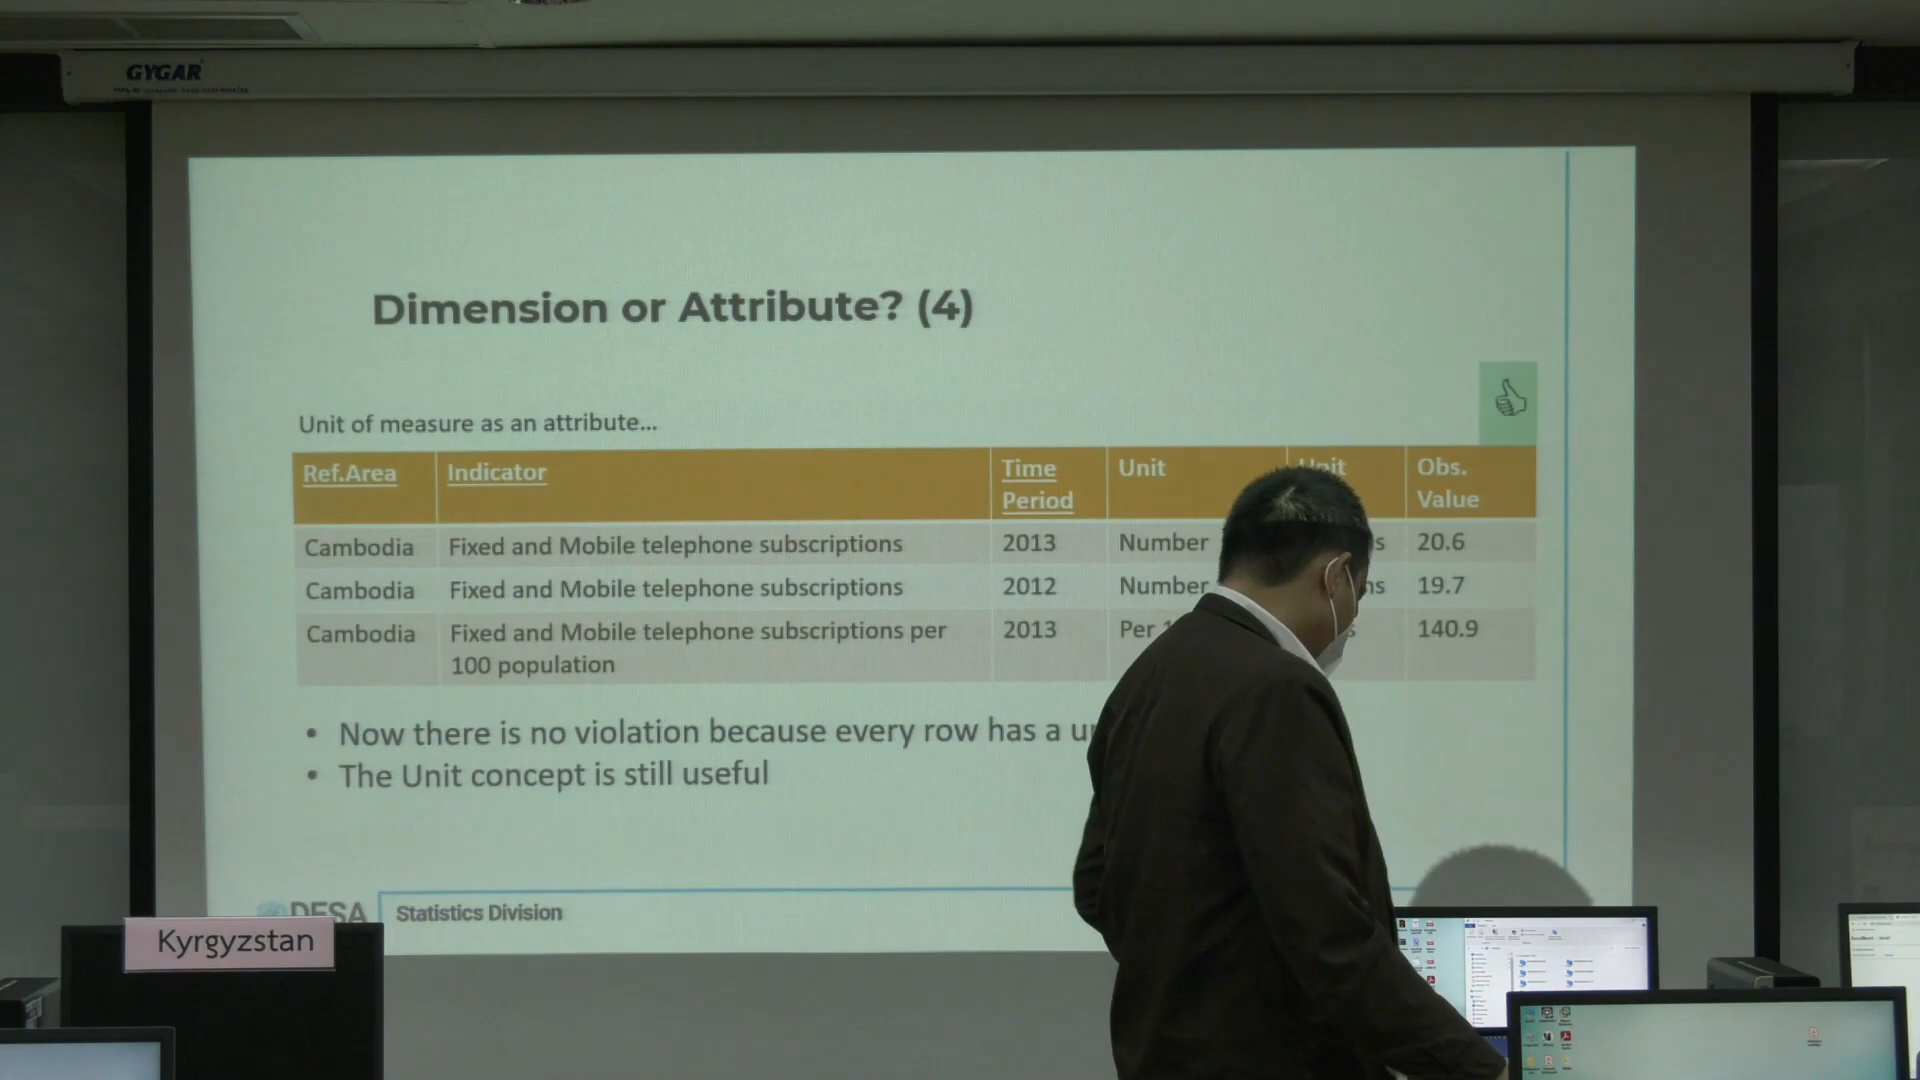 GYGAR
Dimension or Attribute? (4)
Unit of measure as an attribute...
Ref.Area Indicator Time Period Unit Unit Obs. Value
Cambodia Fixed and Mobile telephone subscriptions 2013 Number 20.6
Cambodia Fixed and Mobile telephone subscriptions 2012 Number 19.7
Cambodia Fixed and Mobile telephone subscriptions per 100 population 2013 Per 140.9
• Now there is no violation because every row has a
• The Unit concept is still useful
DESA Statistics Division
Kyrgyzstan